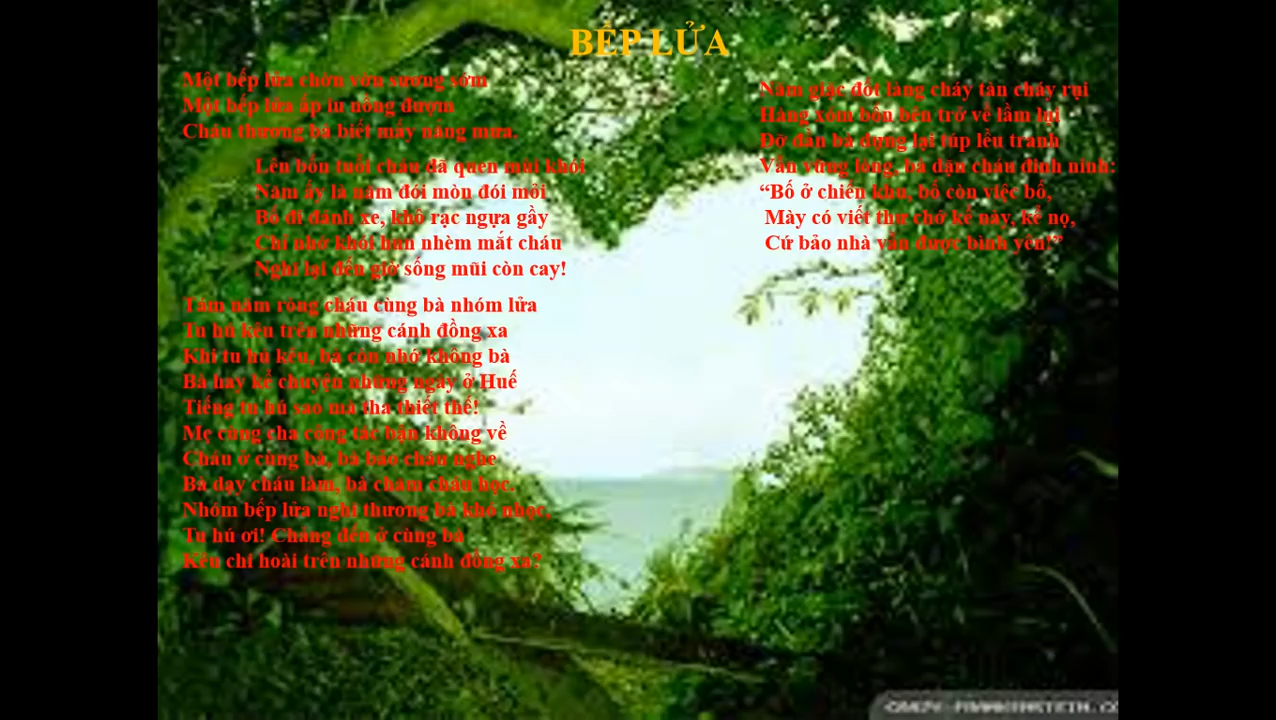 BẾP LỬA
Một bếp lửa chờn vờn sương sớm
Một bếp lửa ấp iu nồng đượm
Cháu thương bà biết mấy nắng mưa.
Lên bốn tuổi cháu đã quen mùi khói
Năm ấy là năm đói mòn đói mỏi
Bố đi đánh xe, khô rạc ngựa gầy
Chỉ nhớ khói hun nhèm mắt cháu
Nghĩ lại đến giờ sống mũi còn cay!
Tám năm ròng cháu cùng bà nhóm lửa
Tu hú kêu trên những cánh đồng xa
Khi tu hú kêu, bà còn nhớ không bà
Bà hay kể chuyện những ngày ở Huế
Tiếng tu hú sao mà tha thiết thế!
Mẹ cùng cha công tác bận không về
Cháu ở cùng bà, bà bảo cháu nghe
Bà dạy cháu làm, bà chăm cháu học.
Nhóm bếp lửa nghĩ thương bà khó nhọc,
Tu hú ơi! Chẳng đến ở cùng bà
Kêu chi hoài trên những cánh đồng xa?
Năm giặc đốt làng cháy tàn cháy rụi
Hàng xóm bốn bên trở về lầm lụi
Đỡ đần bà dựng lại túp lều tranh
Vẫn vững lòng, bà dặn cháu đinh ninh:
“Bố ở chiến khu, bố còn việc bố,
Mày có viết thư chớ kể này, kể nọ,
Cứ bảo nhà vẫn được bình yên!”